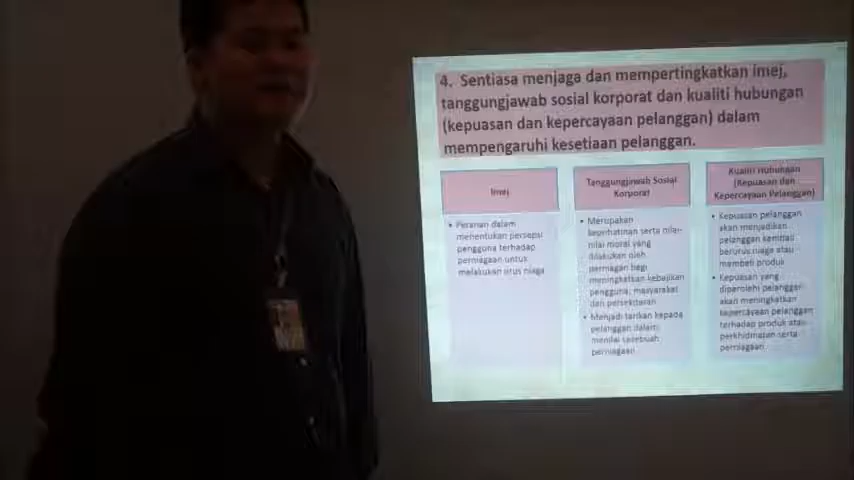 4. Sentiasa menjaga dan mempertingkatkan imej,
tanggungjawab sosial korporat dan kualiti hubungan
(kepuasan dan kepercayaan pelanggan) dalam
mempengaruhi kesetiaan pelanggan.
Imej
• Peranan dalam
menentukan persepsi
pengguna terhadap
perniagaan untuk
melakukan urus niaga
Tanggungjawab Sosial
Korporat
• Merupakan
keprihatinan serta nilai-
nilai moral yang
dilakukan oleh
perniagan bagi
meningkatkan kebajikan
pengguna, masyarakat
dan persekitaran
• Menjadi tarikan kepada
pelanggan dalam
menilai sesebuah
perniagaan
Kualiti Hubungan
(Kepuasan dan
Kepercayaan Pelanggan)
• Kepuasan pelanggan
akan menjadikan
pelanggan kembali
berurus niaga atau
membeli produk
• Kepuasan yang
diperolehi pelanggan
akan meningkatkan
kepercayaan pelanggan
terhadap produk atau
perkhidmatan serta
perniagaan